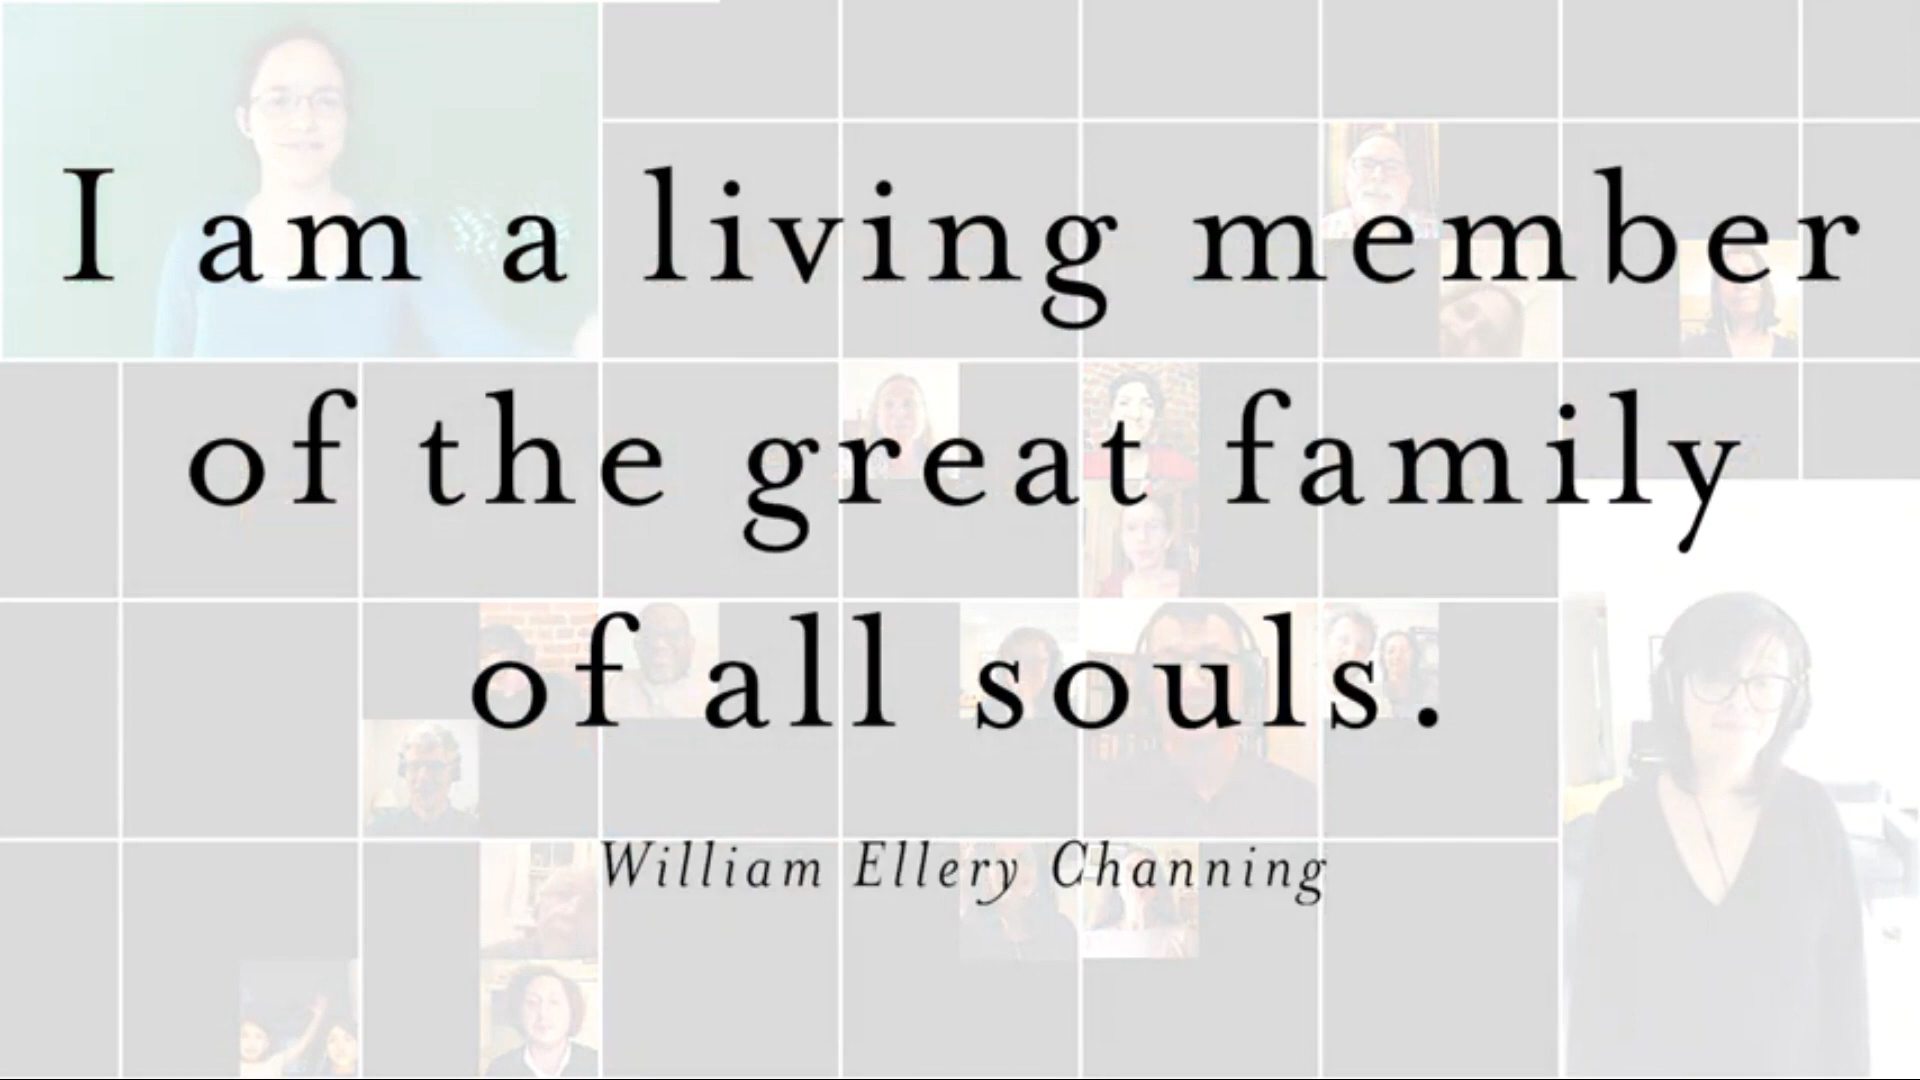 I am a living member
of the great family
of all souls.
William Ellery Channing